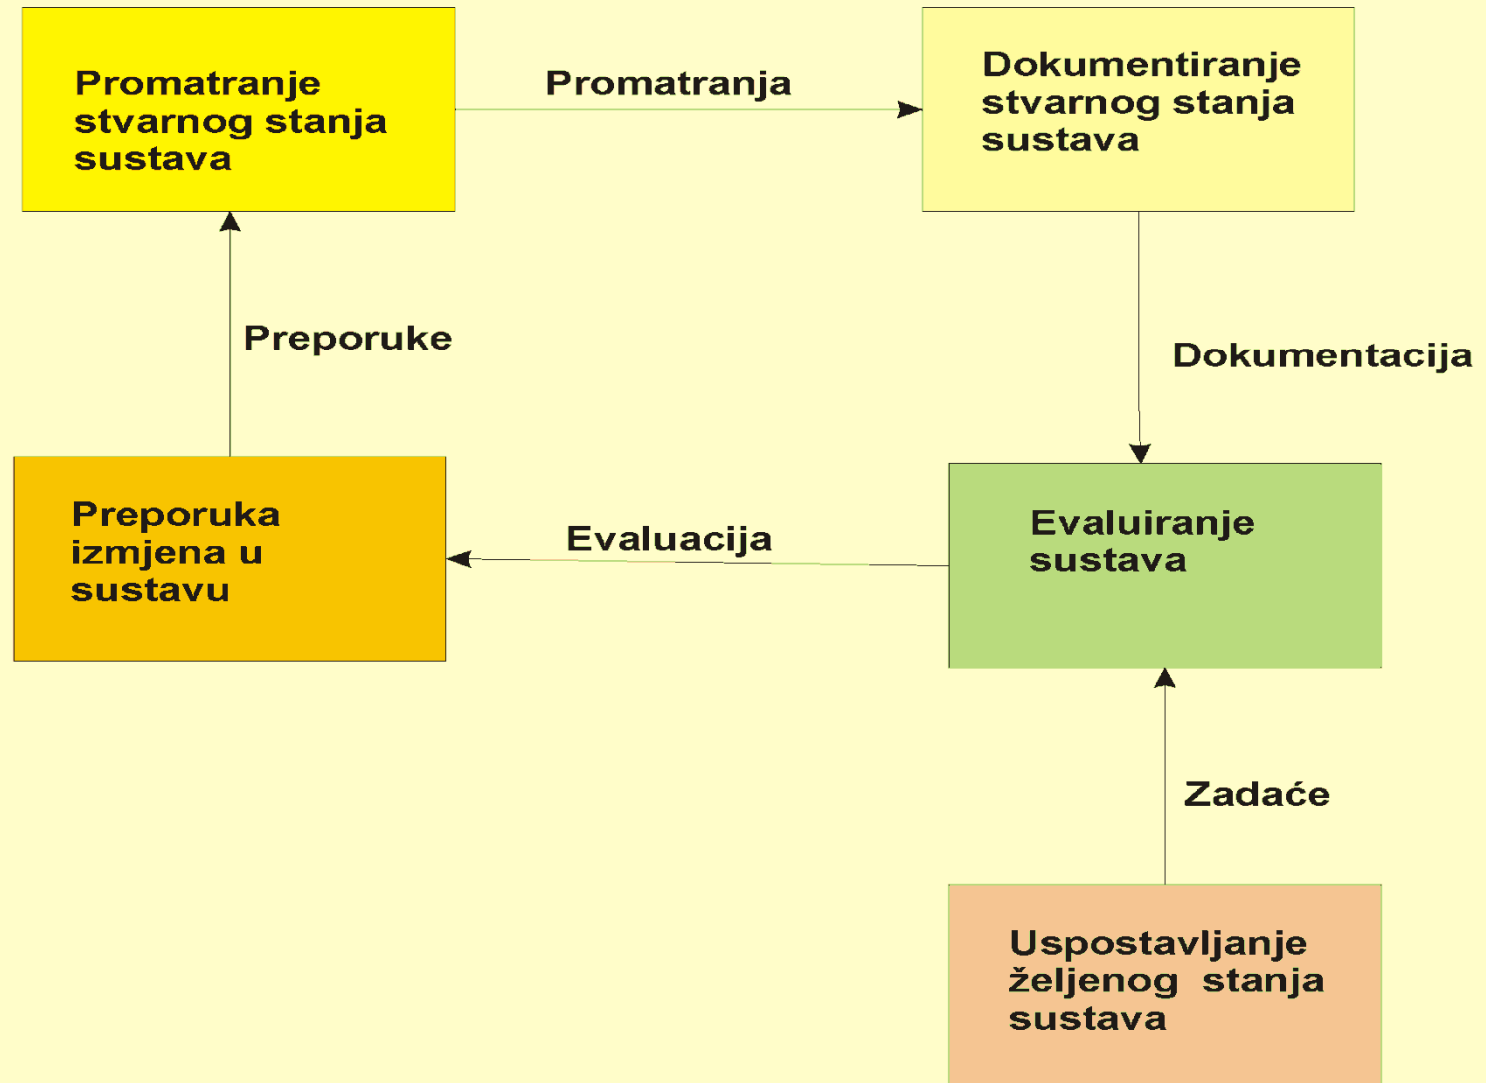 Promatranje
stvarnog stanja
sustava
Promatranja
Dokumentiranje
stvarnog stanja
sustava
Preporuke
Dokumentacija
Preporuka
izmjena u
sustavu
Evaluacija
Evaluiranje
sustava
Zadaće
Uspostavljanje
željenog stanja
sustava